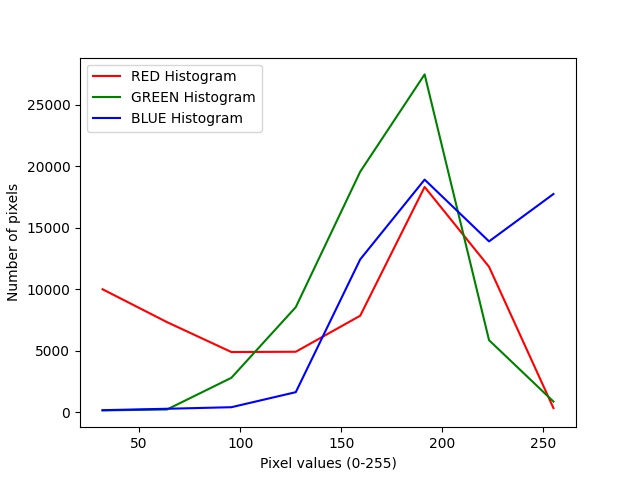 RED Histogram
GREEN Histogram
BLUE Histogram
25000
20000
15000
10000
5000
0
Number of pixels
50
100
150
200
250
Pixel values (0-255)